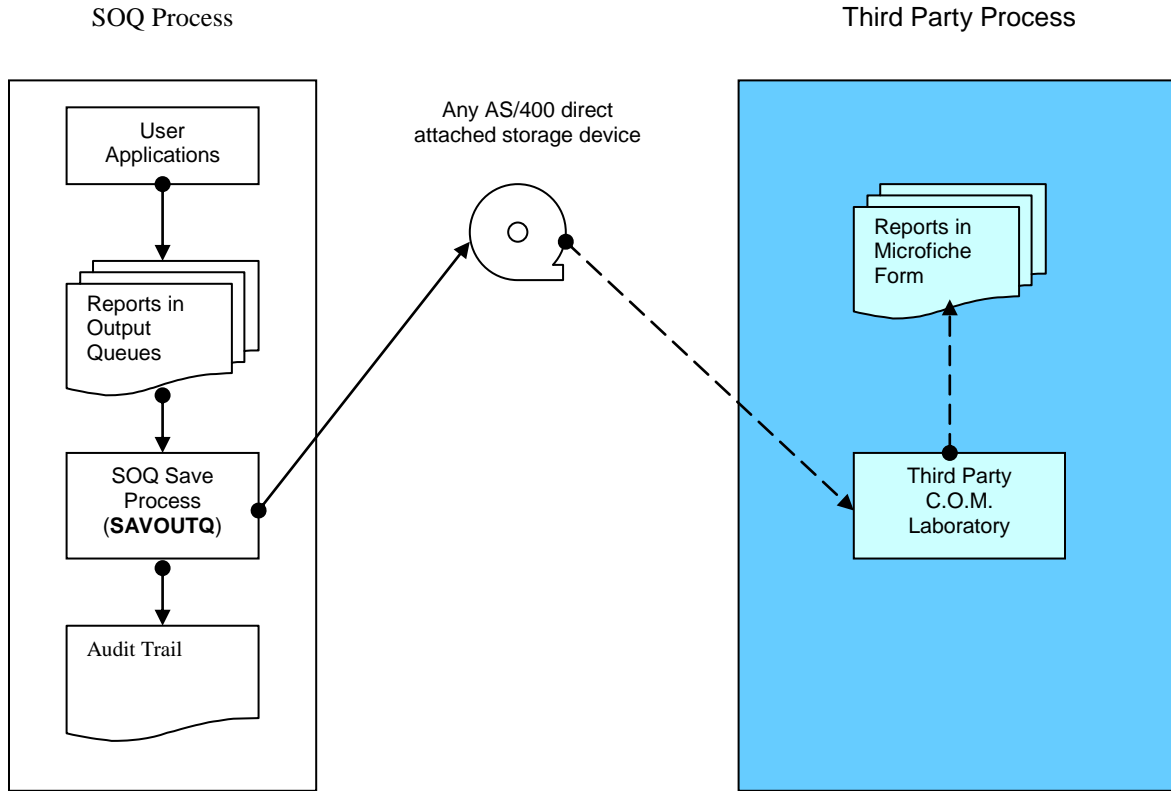 SOQ Process
Third Party Process
User
Applications
Any AS/400 direct
attached storage device
Reports in
Output
Queues
Reports in
Microfiche
Form
SOQ Save
Process
(SAVOUTQ)
Third Party
C.O.M.
Laboratory
Audit Trail